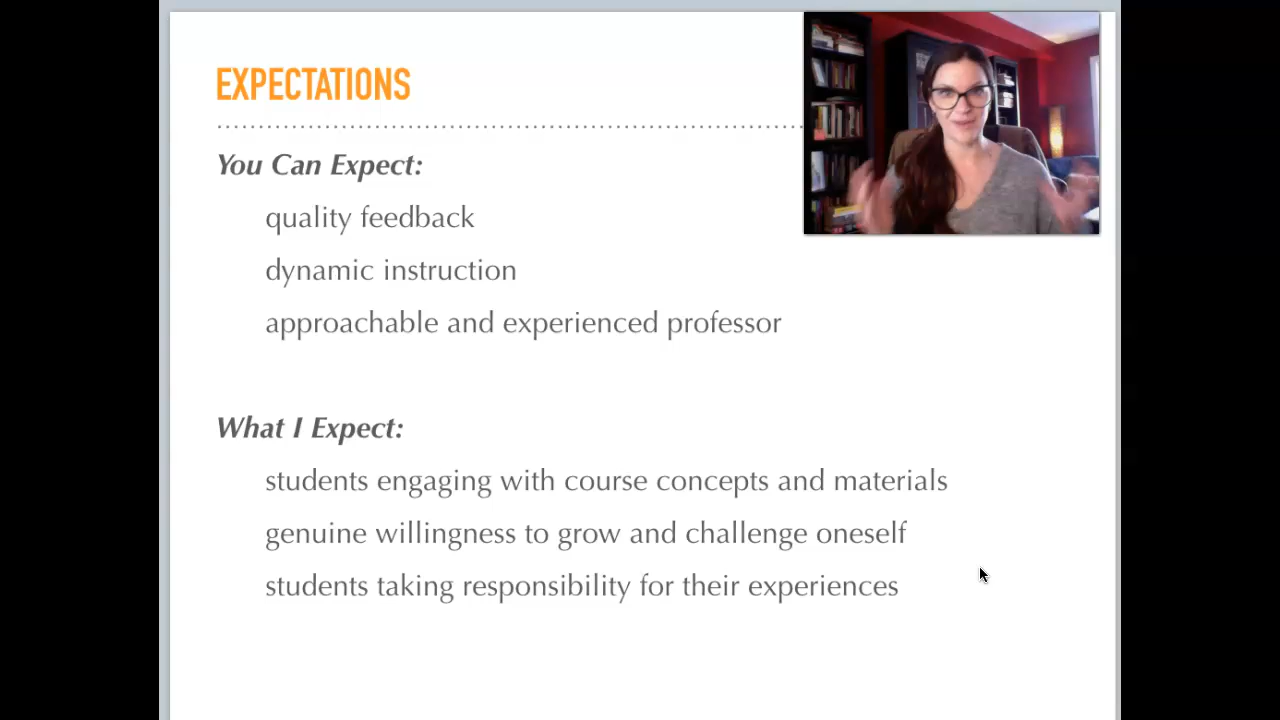 EXPECTATIONS
You Can Expect:
quality feedback
dynamic instruction
approachable and experienced professor
What I Expect:
students engaging with course concepts and materials
genuine willingness to grow and challenge oneself
students taking responsibility for their experiences